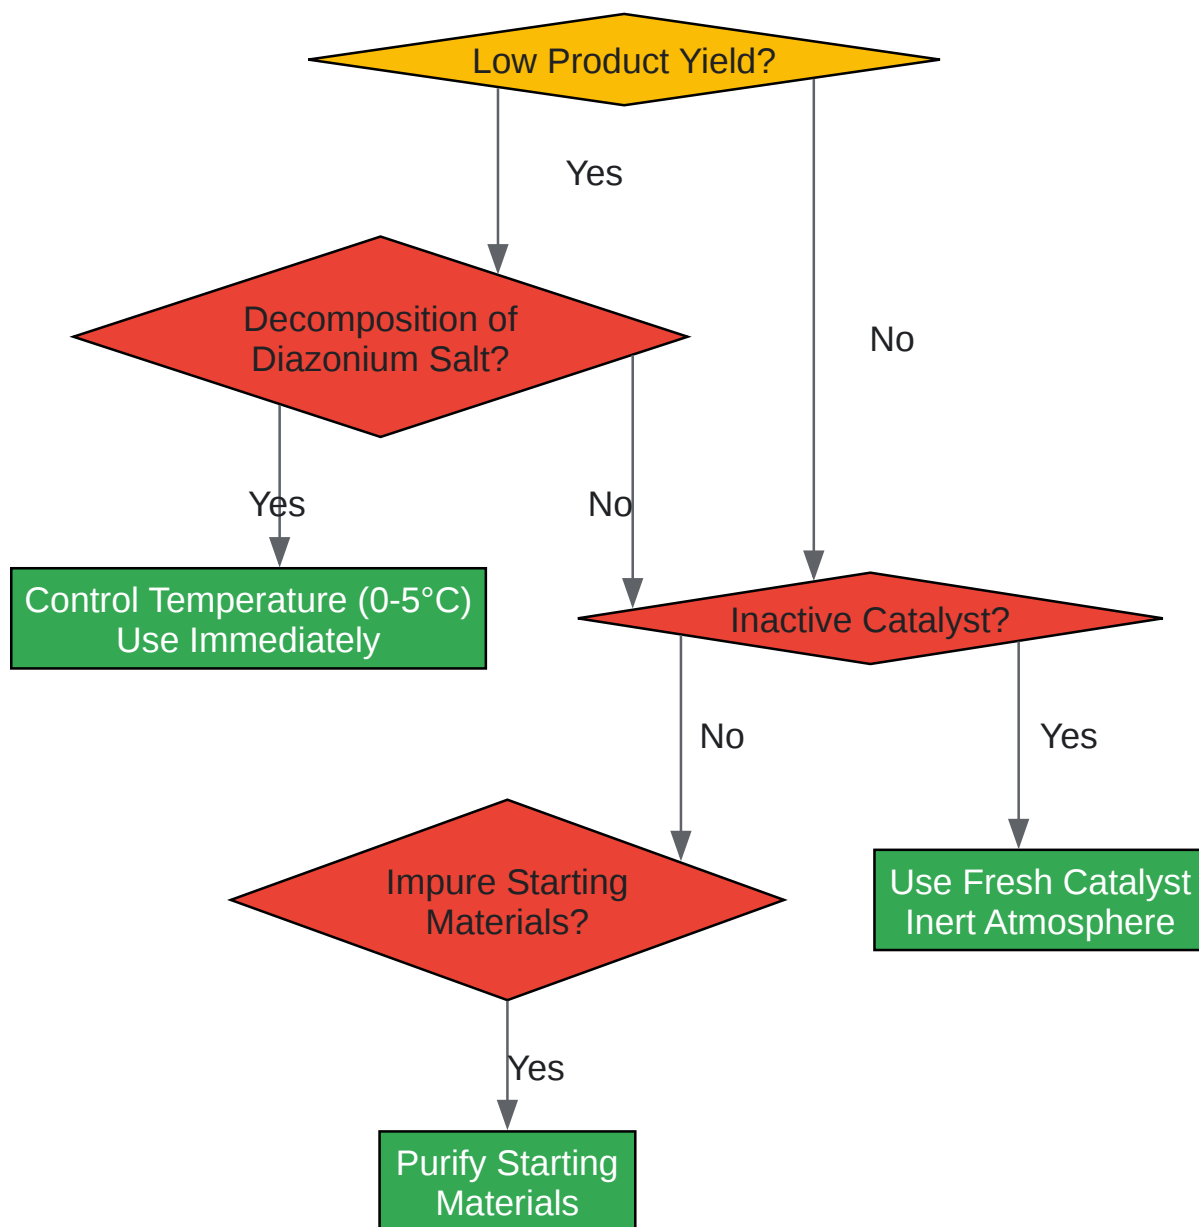 Low Product Yield?
Yes
Decomposition of
Diazonium Salt?
No
Yes
No
Control Temperature (0-5°C)
Use Immediately
Inactive Catalyst?
No
Yes
Impure Starting
Materials?
Use Fresh Catalyst
Inert Atmosphere
Yes
Purify Starting
Materials